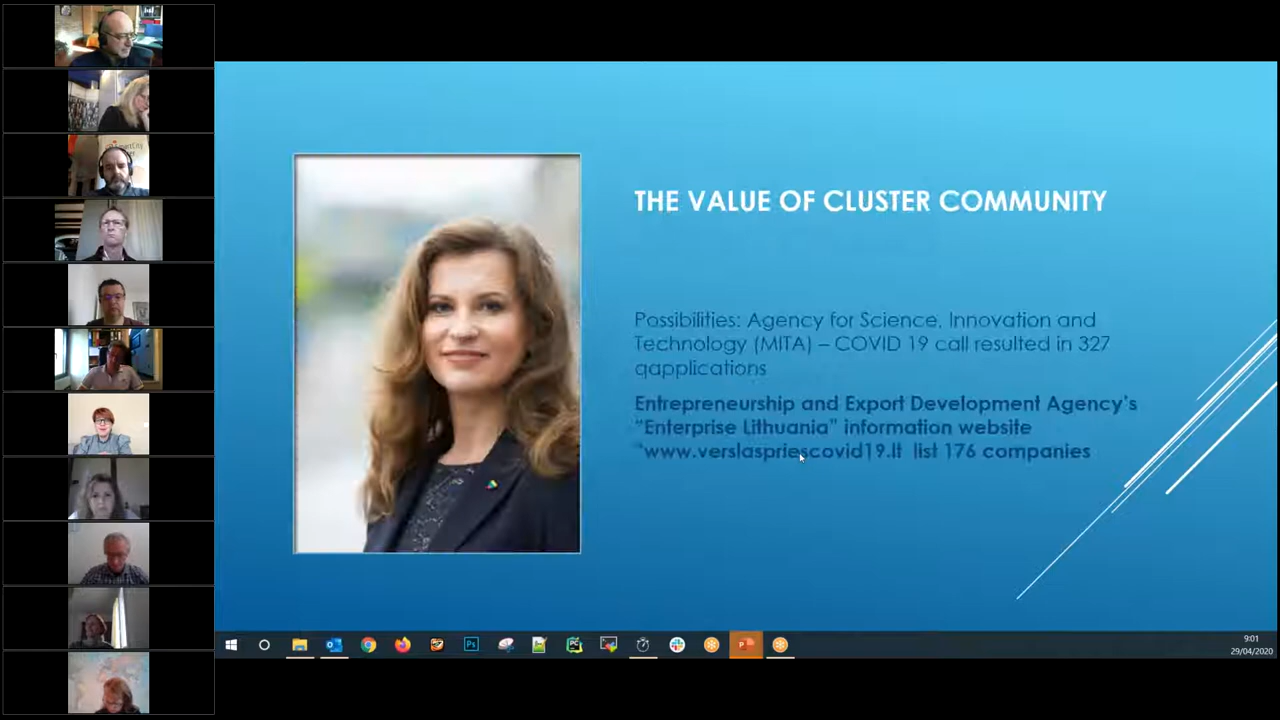 THE VALUE OF CLUSTER COMMUNITY
Possibilities: Agency for Science, Innovation and
Technology (MITA) – COVID 19 call resulted in 327
qapplications
Entrepreneurship and Export Development Agency's
"Enterprise Lithuania" information website
"www.verslaspriescovid19.lt list 176 companies
9:01
29/04/2020